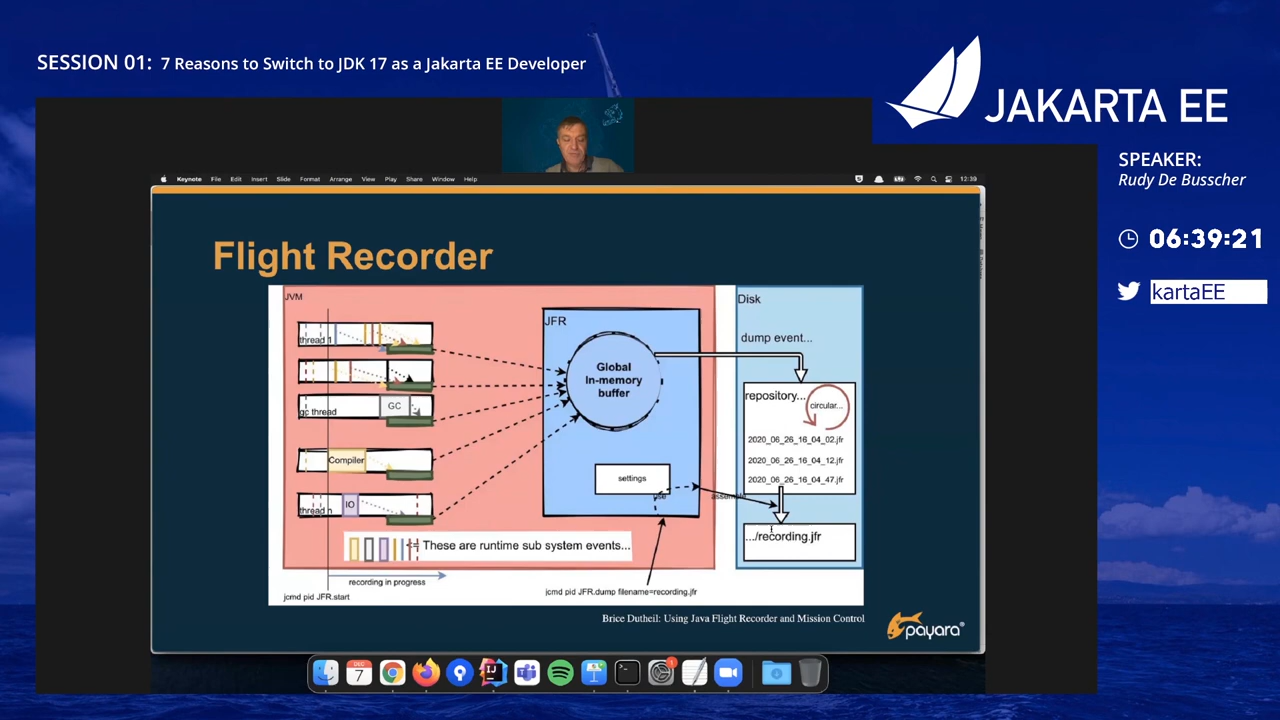 SESSION 01: 7 Reasons to Switch to JDK 17 as a Jakarta EE Developer
JAKARTA EE
SPEAKER:
Rudy De Busscher
06:39:21
kartaEE
Keynote File Edit Insert Slide Format Arrange View Play Share Window Help
12:39
Flight Recorder
JVM
thread 1
gc thread
GC
Compiler
thread n
IO
These are runtime sub system events...
recording in progress
jcmd pid JFR.start
JFR
Global
In-memory
buffer
settings
use
jcmd pid JFR.dump filename=recording.jfr
Disk
dump event...
repository...
circular...
2020_06_26_16_04_02.jfr
2020_06_26_16_04_12.jfr
2020_06_26_16_04_47.jfr
assemble
.../recording.jfr
Brice Dutheil: Using Java Flight Recorder and Mission Control
payara®
DEC
7